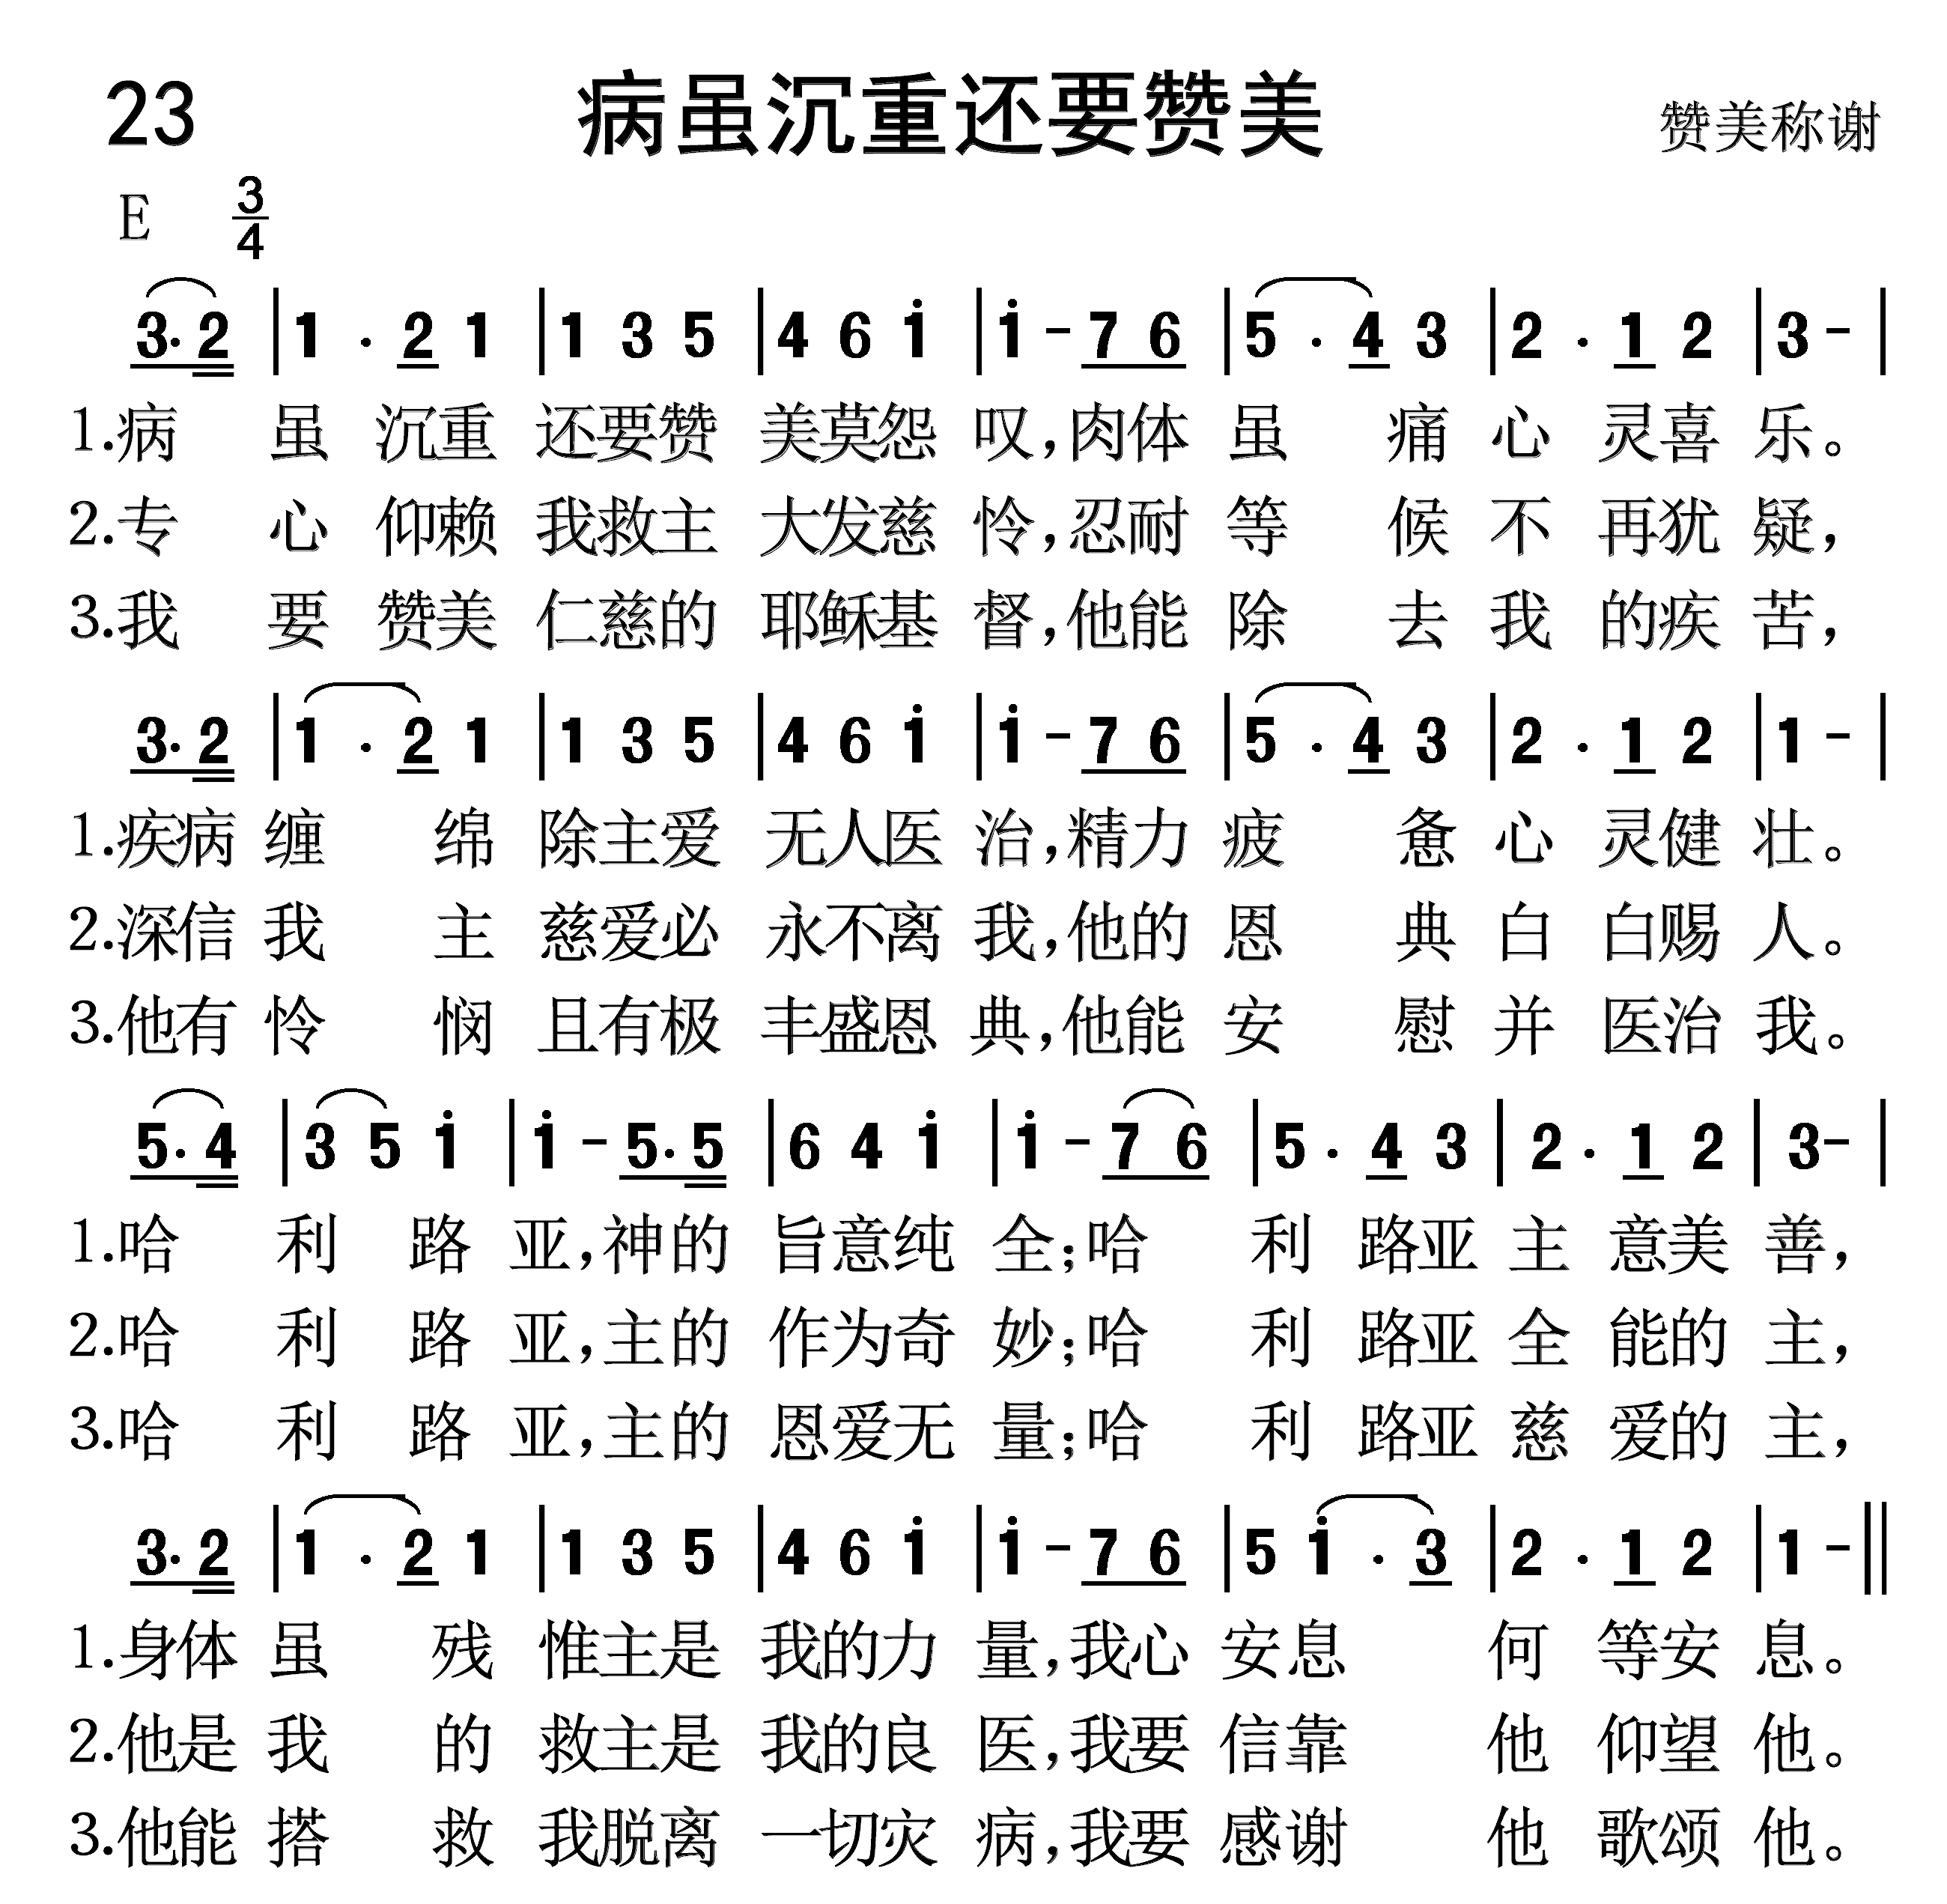 23 病虽沉重还要赞美 赞美称谢
E 3/4
3· 2 | 1 · 2 1 | 1 3 5 | 4 6 i | i - 7 6 | 5 · 4 3 | 2 · 1 2 | 3 - |
1.病 虽 沉重 还要赞 美莫怨 叹,肉体 虽 痛 心 灵喜 乐。
2.专 心 仰赖 我救主 大发慈 怜,忍耐 等 候 不 再犹 疑,
3.我 要 赞美 仁慈的 耶稣基 督,他能 除 去 我 的疾 苦,
3· 2 | 1 · 2 1 | 1 3 5 | 4 6 i | i - 7 6 | 5 · 4 3 | 2 · 1 2 | 1 - |
1.疾病 缠 绵 除主爱 无人医 治,精力 疲 惫 心 灵健 壮。
2.深信 我 主 慈爱必 永不离 我,他的 恩 典 白 白赐 人。
3.他有 怜 悯 且有极 丰盛恩 典,他能 安 慰 并 医治 我。
5· 4 | 3 5 i | i - 5· 5 | 6 4 i | i - 7 6 | 5 · 4 3 | 2 · 1 2 | 3 - |
1.哈 利 路 亚,神的 旨意纯 全;哈 利 路亚 主 意美 善,
2.哈 利 路 亚,主的 作为奇 妙;哈 利 路亚 全 能的 主,
3.哈 利 路 亚,主的 恩爱无 量;哈 利 路亚 慈 爱的 主,
3· 2 | 1 · 2 1 | 1 3 5 | 4 6 i | i - 7 6 | 5 i · 3 | 2 · 1 2 | 1 - ||
1.身体 虽 残 惟主是 我的力 量,我心 安息 何 等安 息。
2.他是 我 的 救主是 我的良 医,我要 信靠 他 仰望 他。
3.他能 搭 救 我脱离 一切灾 病,我要 感谢 他 歌颂 他。